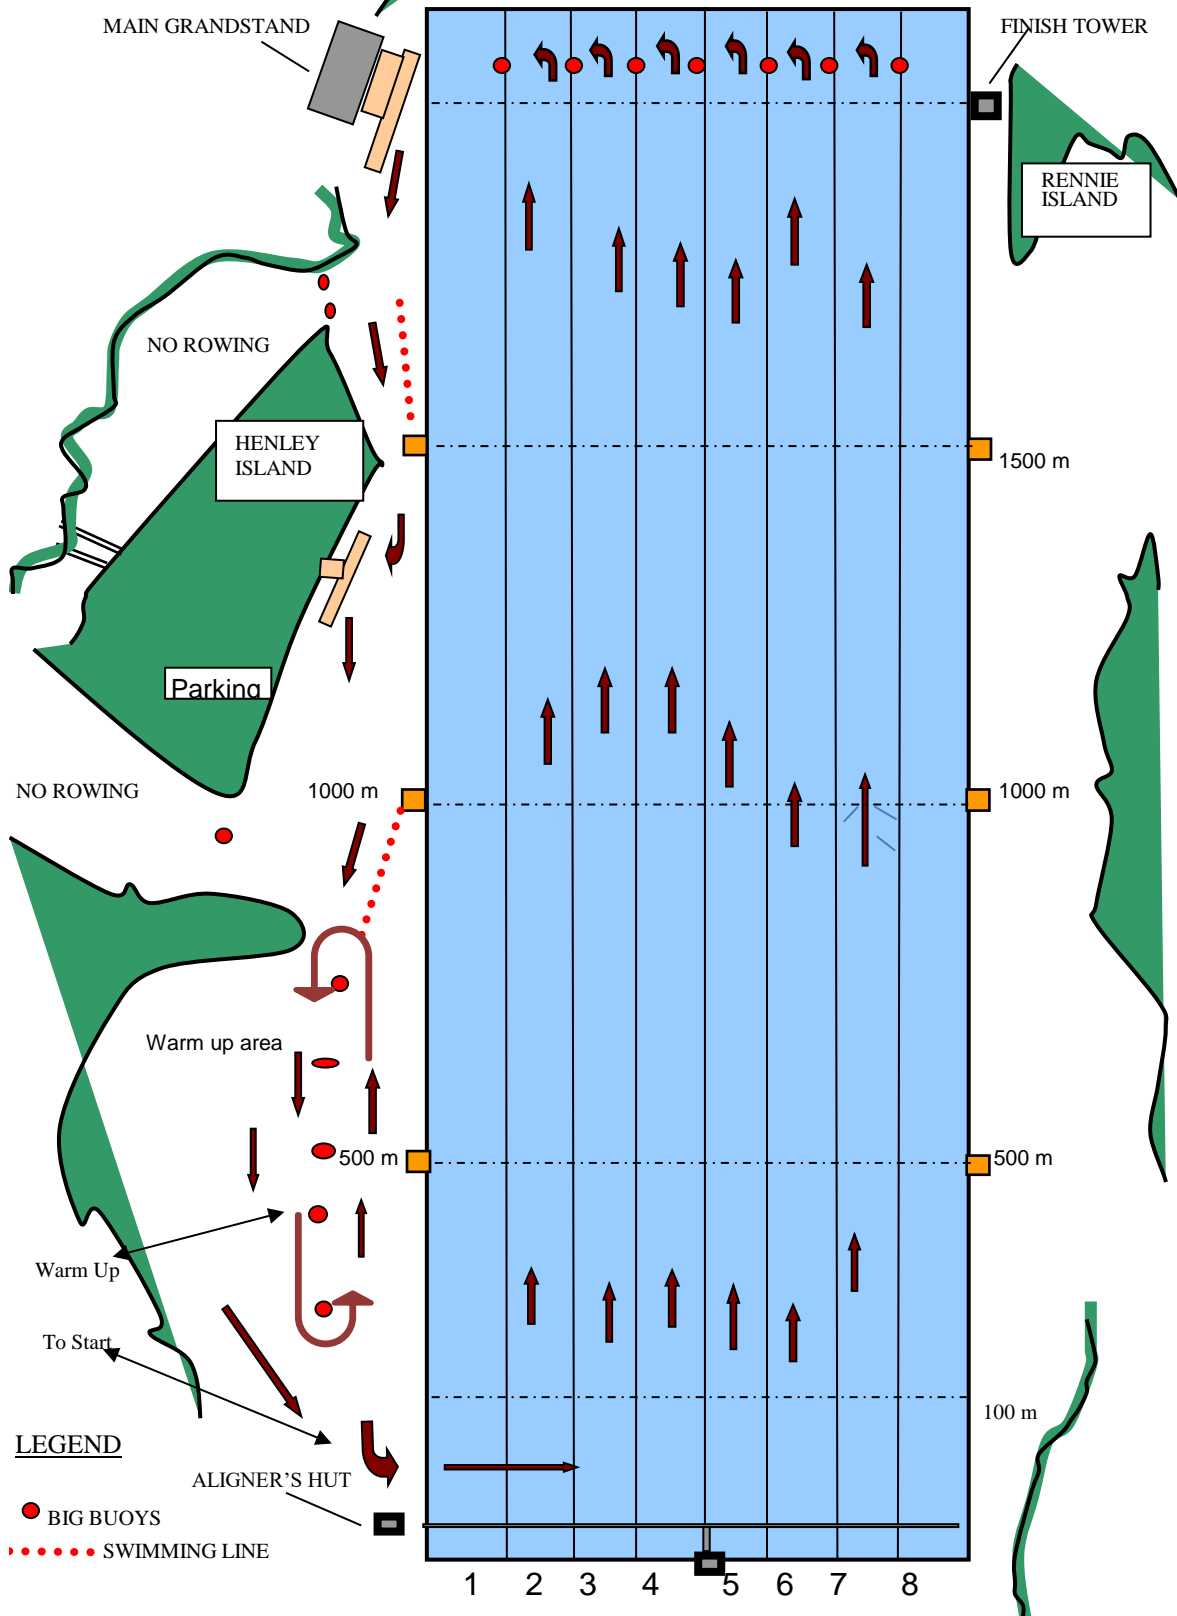 MAIN GRANDSTAND
FINISH TOWER
RENNIE
ISLAND
NO ROWING
HENLEY
ISLAND
1500 m
Parking
NO ROWING
1000 m
1000 m
Warm up area
500 m
500 m
Warm Up
To Start
100 m
LEGEND
ALIGNER’S HUT
BIG BUOYS
SWIMMING LINE
1 2 3 4 5 6 7 8